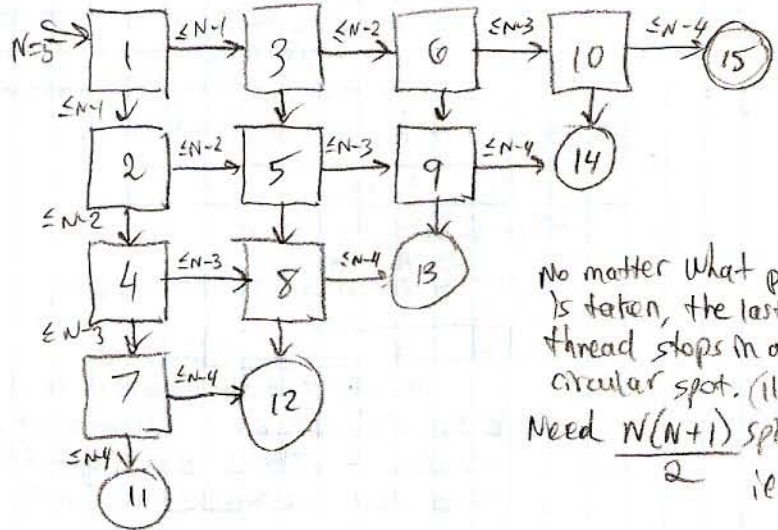 N=5
1 ≤N-1 3 ≤N-2 6 ≤N-3 10 ≤N-4 15
≤N-1
2 ≤N-2 5 ≤N-3 9 ≤N-4 14
≤N-2
4 ≤N-3 8 ≤N-4 13
≤N-3
7 ≤N-4 12
≤N-4
11
No matter what
is taken, the last
thread stops in
circular spot. (11
Need N(N+1)/2
ie